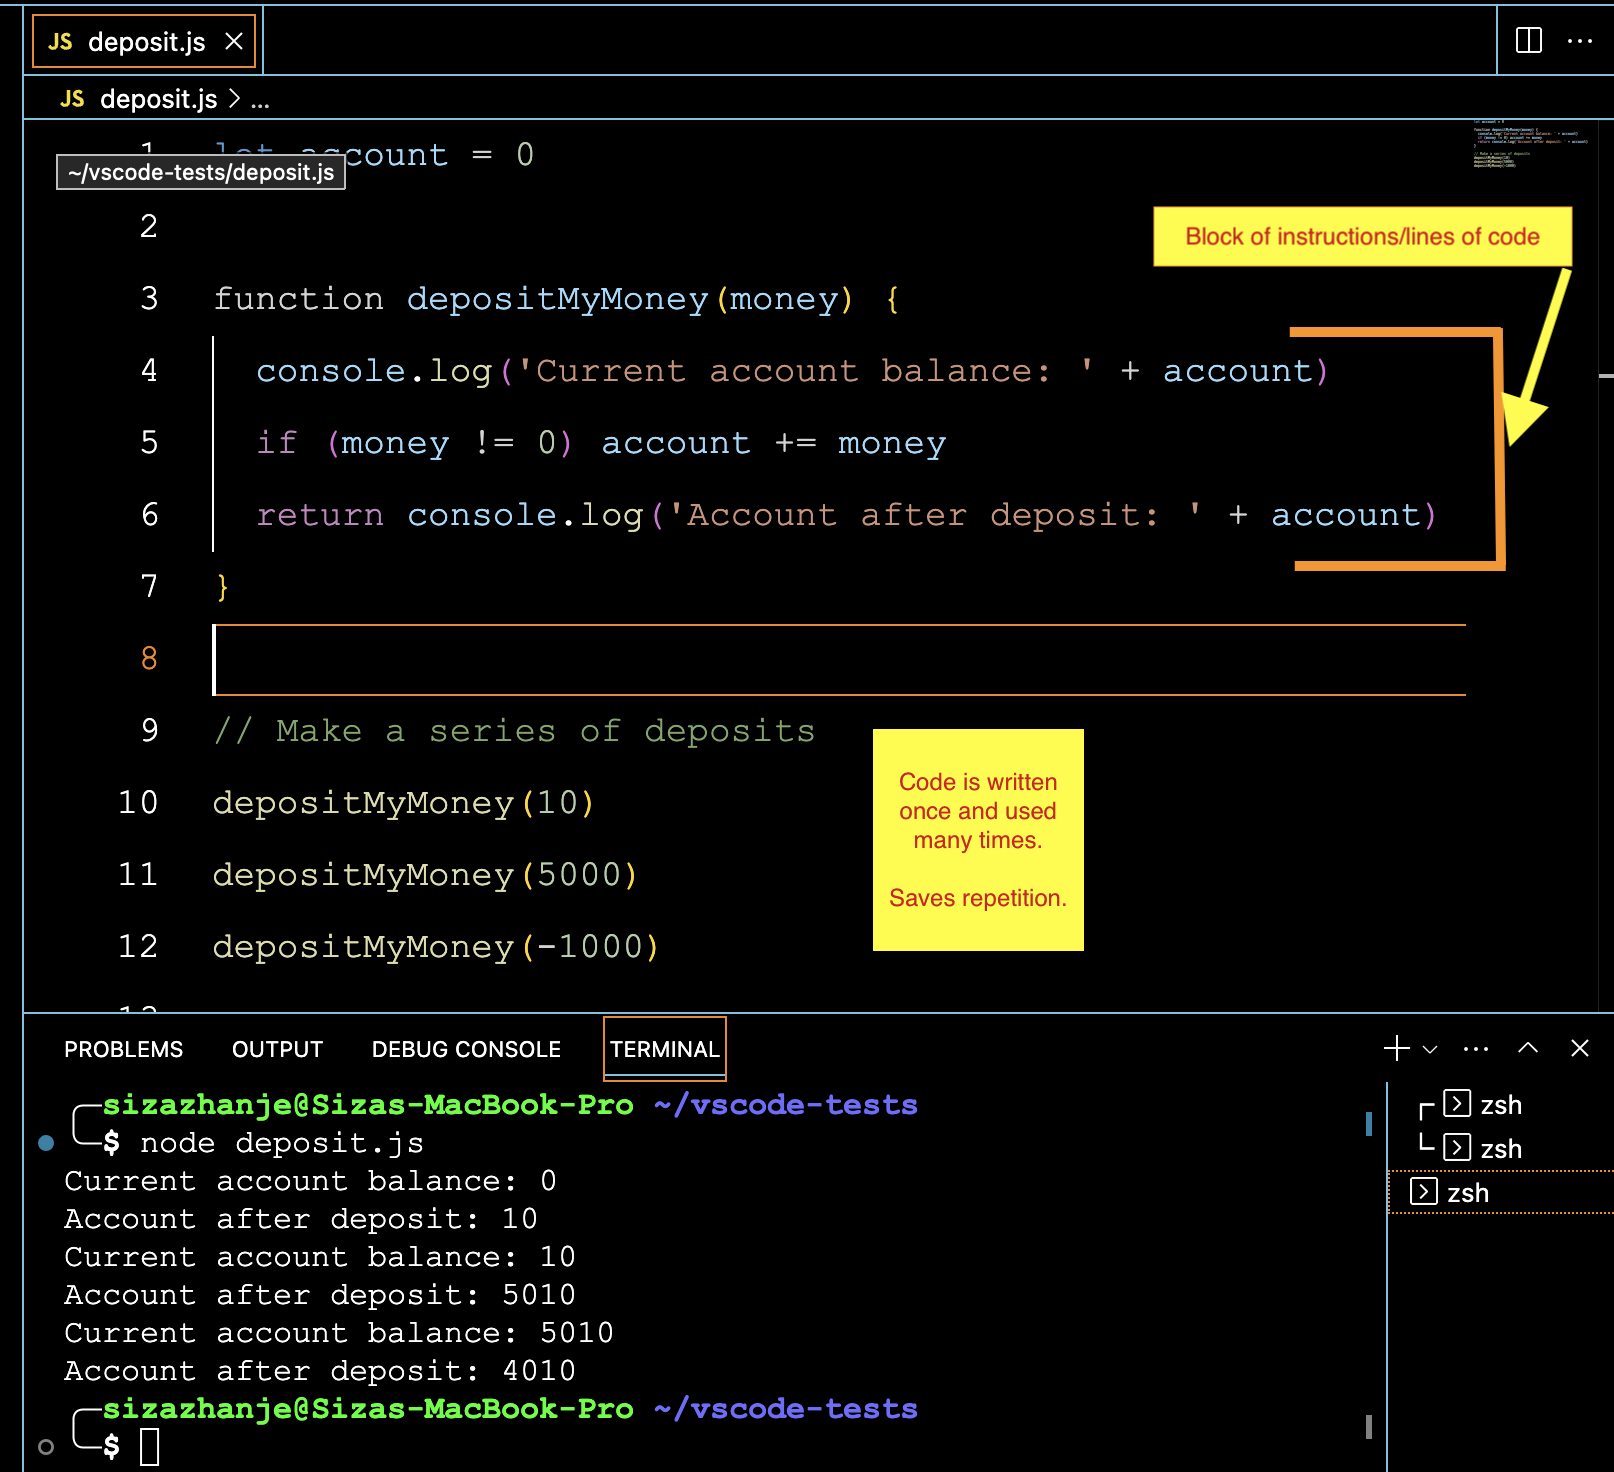 JS deposit.js
JS deposit.js > ...
1 let account = 0
~/vscode-tests/deposit.js
2
Block of instructions/lines of code
3 function depositMyMoney(money) {
4 console.log('Current account balance: ' + account)
5 if (money != 0) account += money
6 return console.log('Account after deposit: ' + account)
7 }
8
9 // Make a series of deposits
10 depositMyMoney(10)
11 depositMyMoney(5000)
12 depositMyMoney(-1000)
Code is written
once and used
many times.
Saves repetition.
13
PROBLEMS OUTPUT DEBUG CONSOLE TERMINAL
sizazhanje@Sizas-MacBook-Pro ~/vscode-tests
$ node deposit.js
Current account balance: 0
Account after deposit: 10
Current account balance: 10
Account after deposit: 5010
Current account balance: 5010
Account after deposit: 4010
sizazhanje@Sizas-MacBook-Pro ~/vscode-tests
$
zsh
zsh
zsh